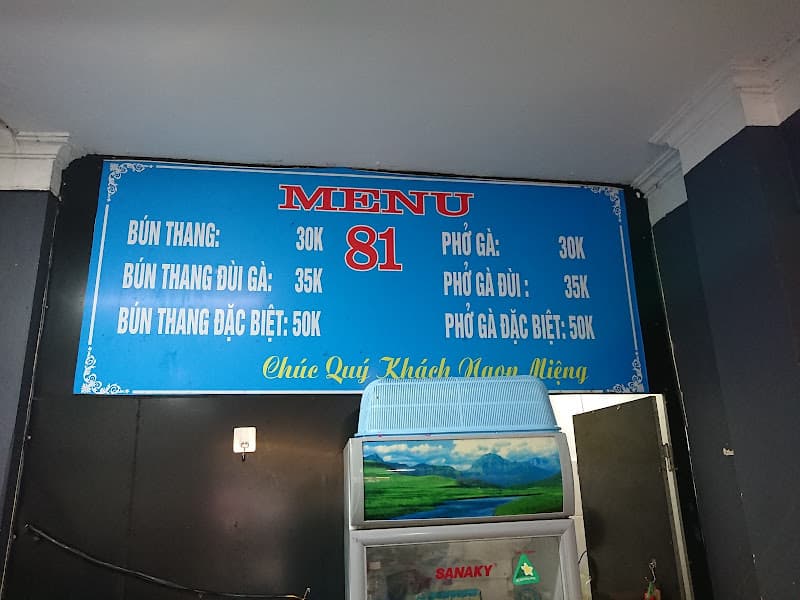 MENU
81
BÚN THANG: 30K
BÚN THANG ĐÙI GÀ: 35K
BÚN THANG ĐẶC BIỆT: 50K
PHỞ GÀ: 30K
PHỞ GÀ ĐÙI : 35K
PHỞ GÀ ĐẶC BIỆT: 50K
Chúc Quý Khách Ngon Miệng
SANAKY